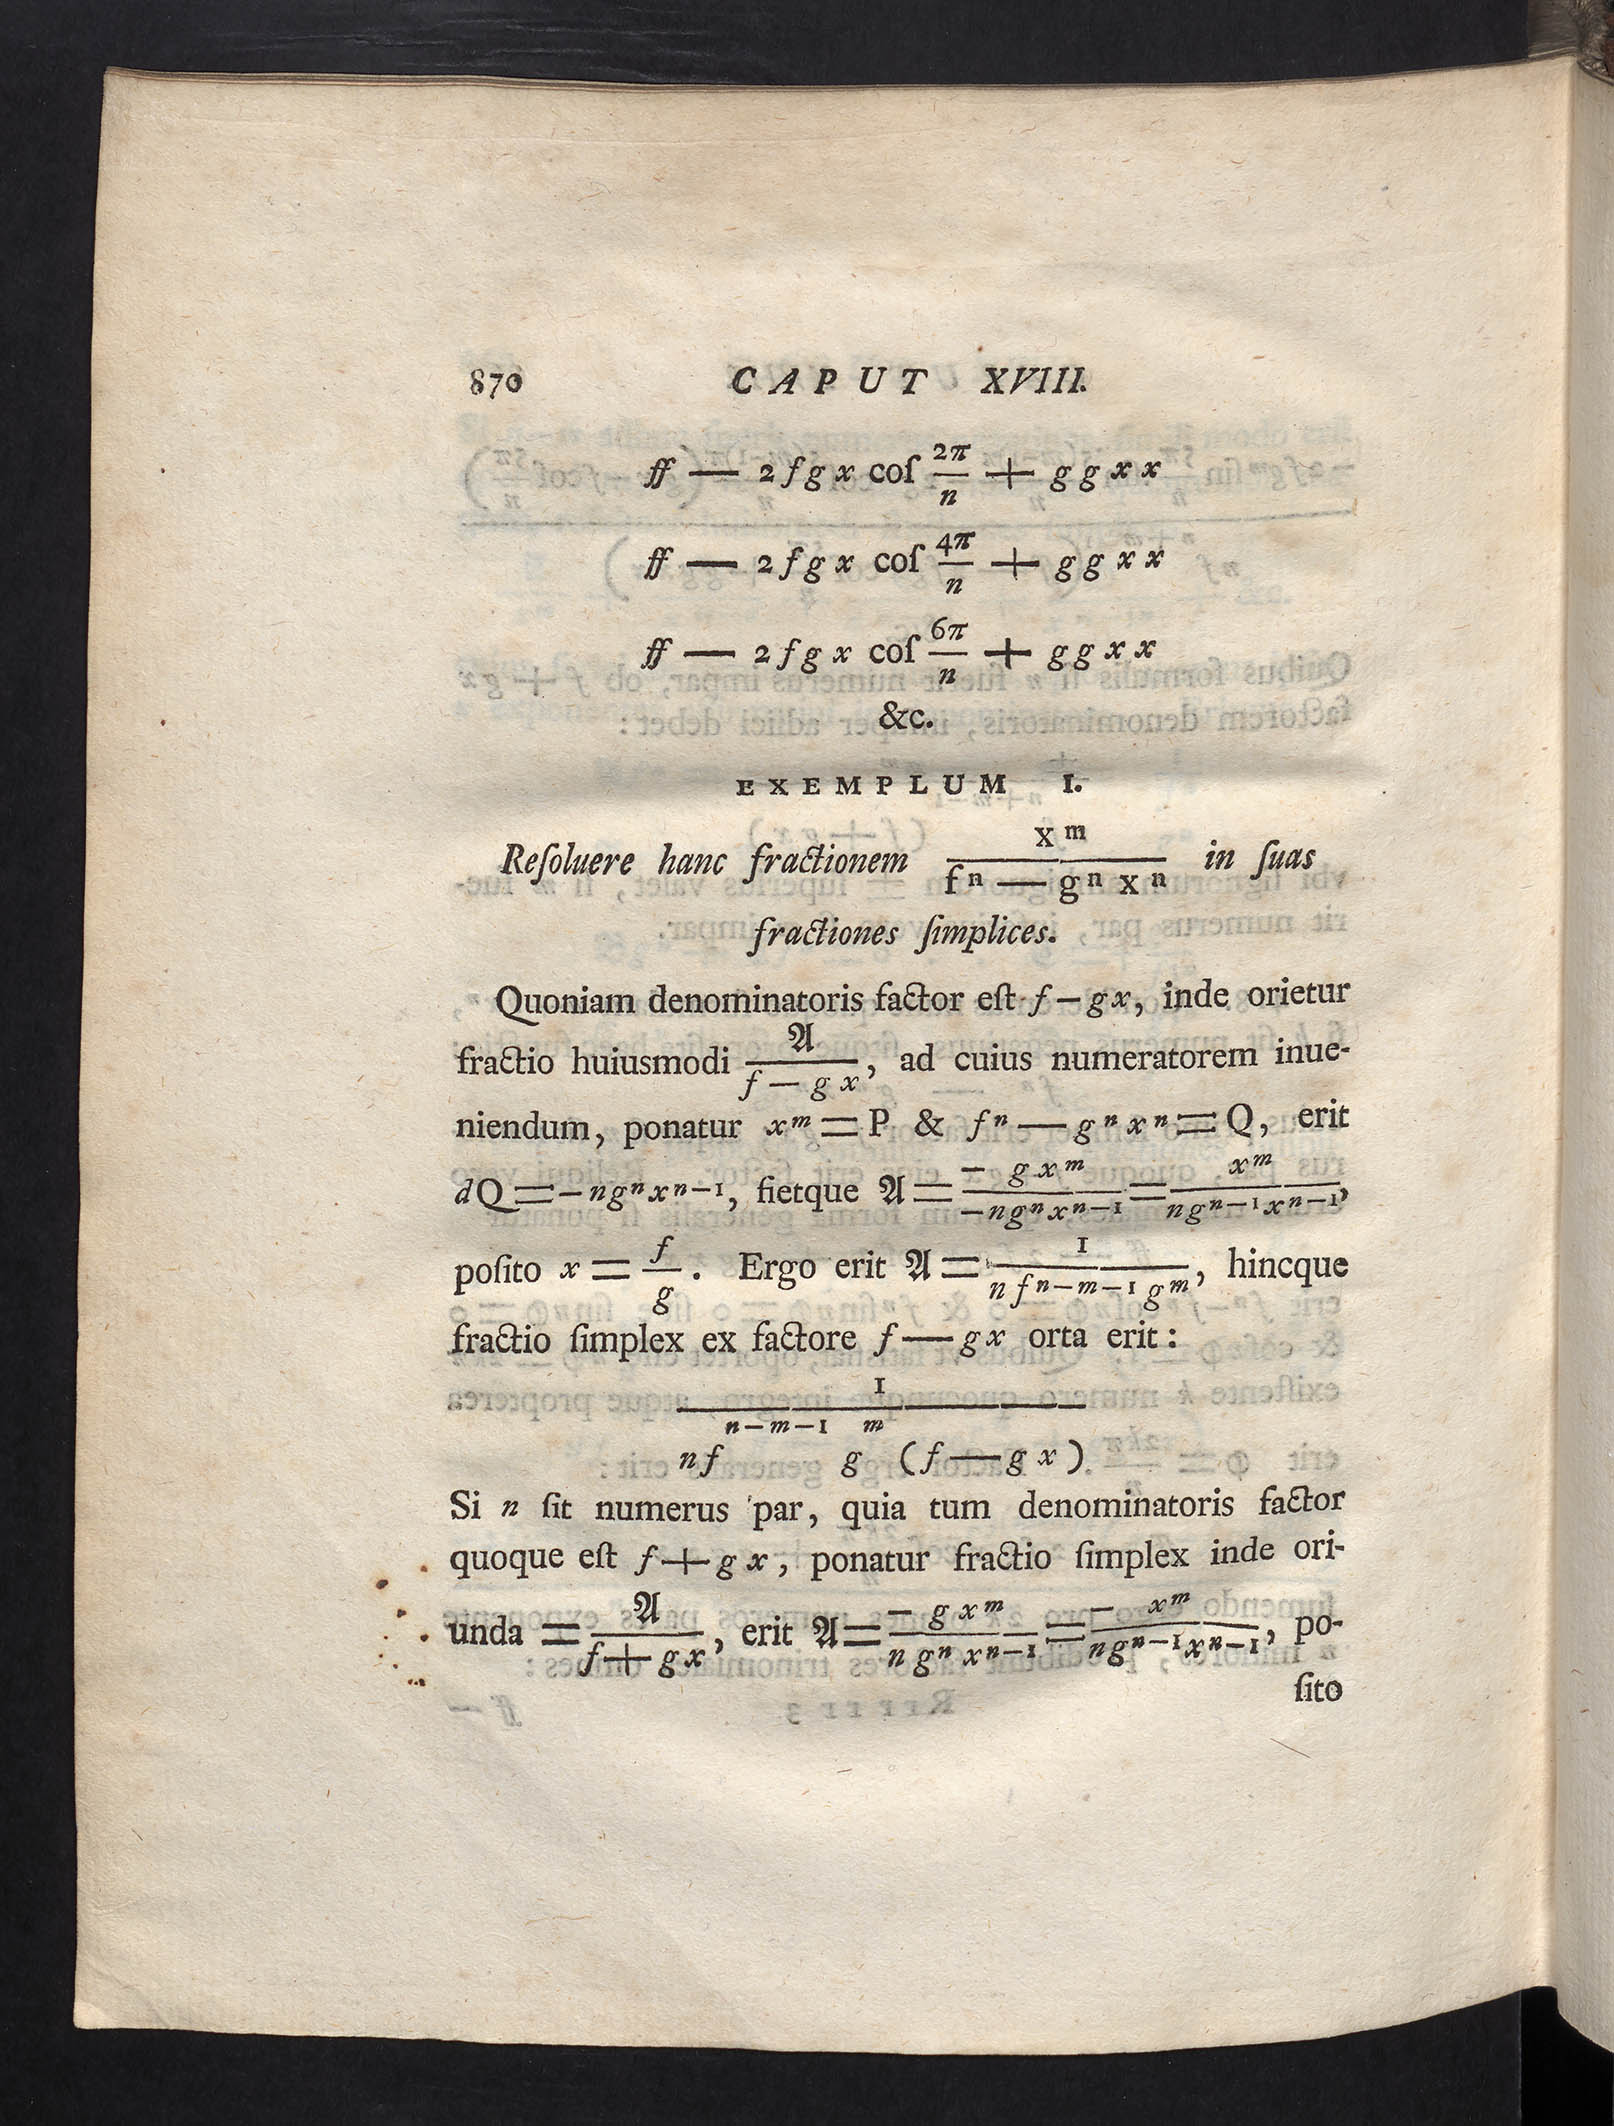 870 CAPUT XVIII.
ff — 2fgx coſ 2π/n + ggxx
ff — 2fgx coſ 4π/n + ggxx
ff — 2fgx coſ 6π/n + ggxx
&c.
EXEMPLUM I.
Reſoluere hanc fractionem x^m/(f^n — g^n x^n) in ſuas
fractiones ſimplices.
Quoniam denominatoris factor eſt f — gx, inde orietur
fractio huiusmodi 𝔄/(f — gx), ad cuius numeratorem inue-
niendum, ponatur x^m = P & f^n — g^n x^n = Q, erit
dQ = — ng^n x^{n—1}, fietque 𝔄 = — gx^m/(— ng^n x^{n—1}) = x^m/(ng^{n—1} x^{n—1}),
poſito x = f/g. Ergo erit 𝔄 = 1/(n f^{n—m—1} g^m), hincque
fractio ſimplex ex factore f — gx orta erit:
1/(nf^{n—m—1} g^m (f — gx))
Si n ſit numerus par, quia tum denominatoris factor
quoque eſt f + gx, ponatur fractio ſimplex inde ori-
unda = 𝔄/(f + gx), erit 𝔄 = — gx^m/(n g^n x^{n—1}) = — x^m/(ng^{n—1} x^{n—1}), po-
ſito